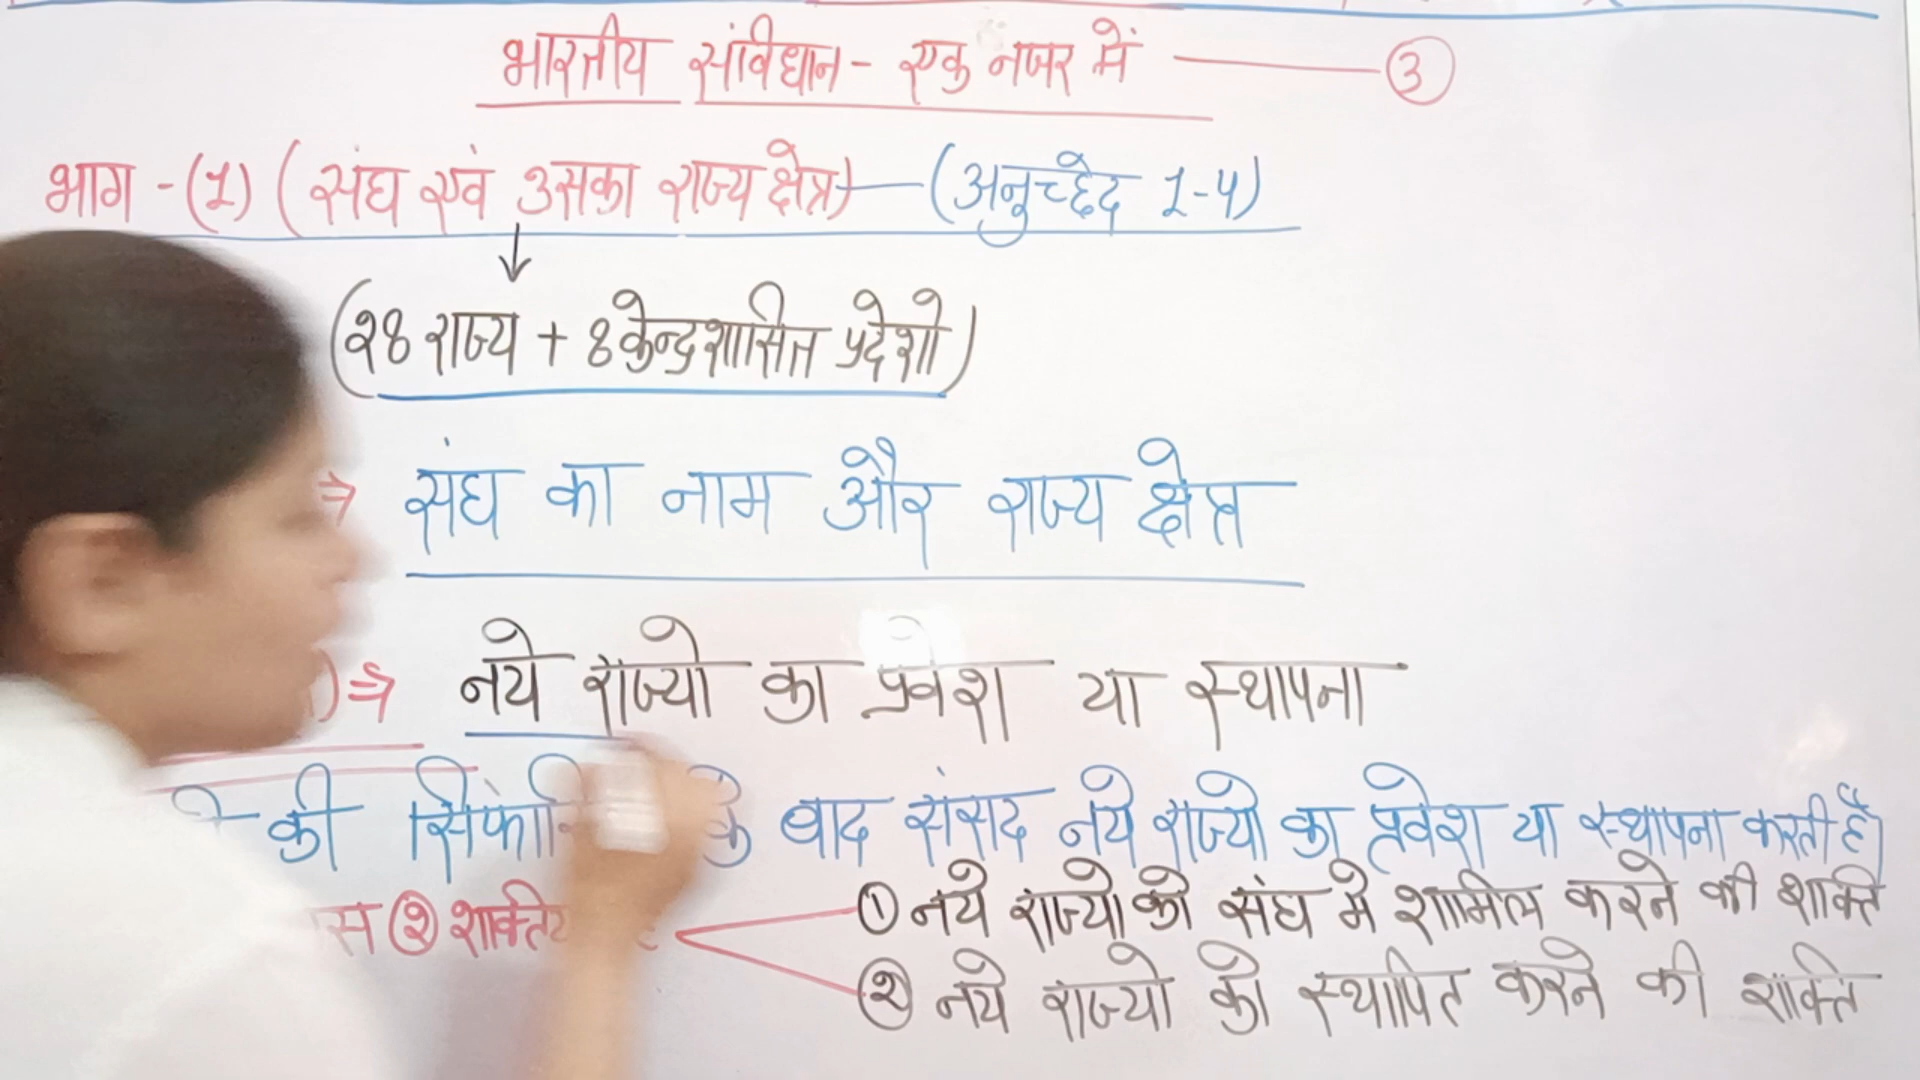 भारतीय संविधान - एक नजर में — ③
भाग - (1) ( संघ एवं उसका राज्य क्षेत्र) — (अनुच्छेद 1-4)
↓
(28 राज्य + 8 केन्द्रशासित प्रदेशो)
⇒ संघ का नाम और राज्य क्षेत्र
)⇒ नये राज्यो का प्रवेश या स्थापना
की के बाद संसद नये राज्यो का प्रवेश या स्थापना करती है।
② ① नये राज्यो को संघ मे शामिल करने की शक्ति
② नये राज्यो को स्थापित करने की शक्ति